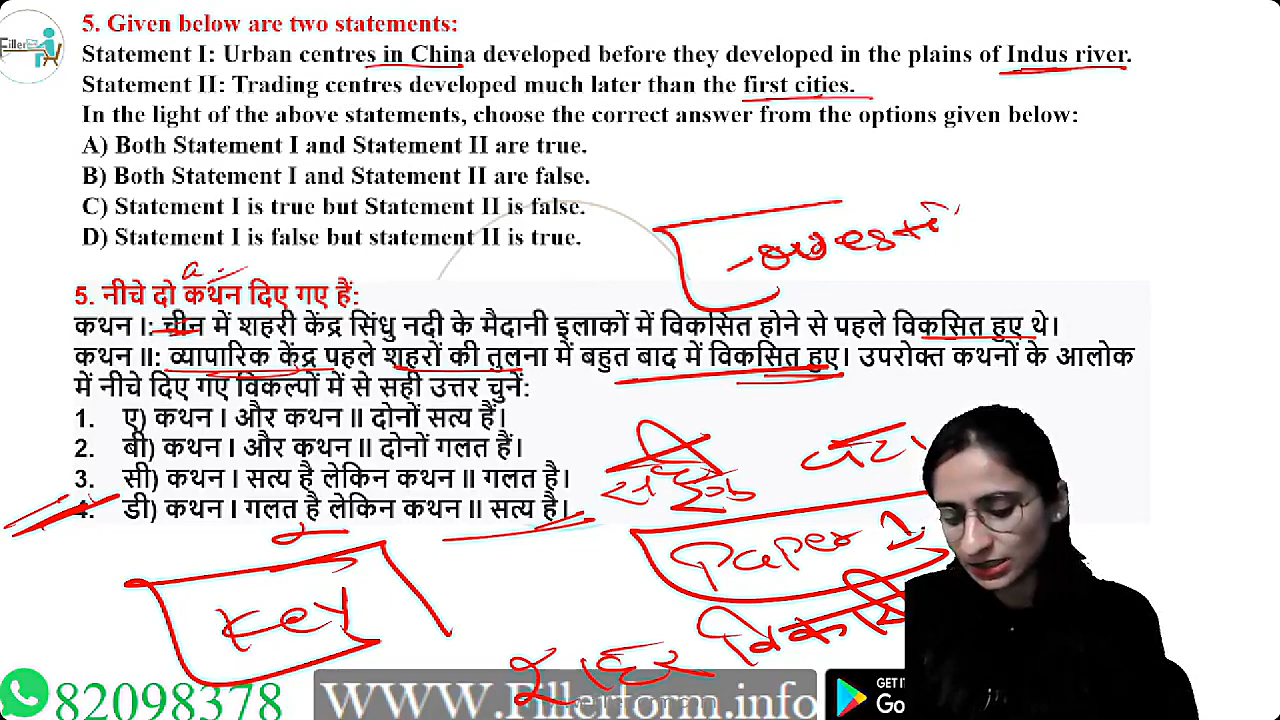 Filler
5. Given below are two statements:
Statement I: Urban centres in China developed before they developed in the plains of Indus river.
Statement II: Trading centres developed much later than the first cities.
In the light of the above statements, choose the correct answer from the options given below:
A) Both Statement I and Statement II are true.
B) Both Statement I and Statement II are false.
C) Statement I is true but Statement II is false.
D) Statement I is false but statement II is true.
5. नीचे दो कथन दिए गए हैं:
कथन I: चीन में शहरी केंद्र सिंधु नदी के मैदानी इलाकों में विकसित होने से पहले विकसित हुए थे।
कथन II: व्यापारिक केंद्र पहले शहरों की तुलना में बहुत बाद में विकसित हुए। उपरोक्त कथनों के आलोक
में नीचे दिए गए विकल्पों में से सही उत्तर चुनें:
1. ए) कथन I और कथन II दोनों सत्य हैं।
2. बी) कथन I और कथन II दोनों गलत हैं।
3. सी) कथन I सत्य है लेकिन कथन II गलत है।
4. डी) कथन I गलत है लेकिन कथन II सत्य है।
Paper 1
Key
शहर विकसि
82098378
WWW.Fillerform.info
GET I
Go